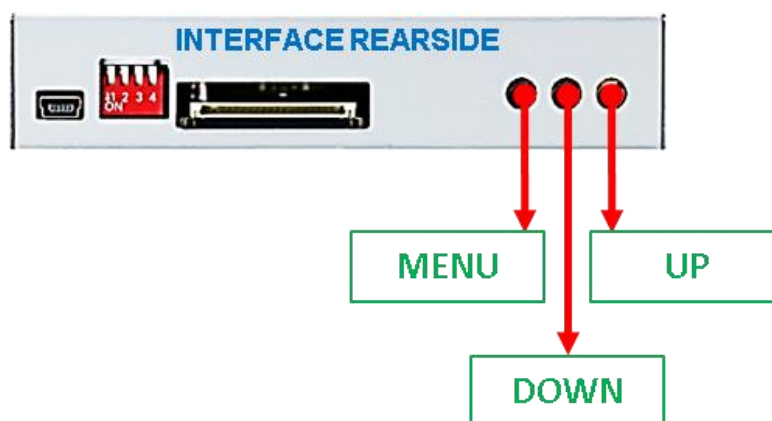 INTERFACE REARSIDE
1 2 3 4
ON
MENU
UP
DOWN